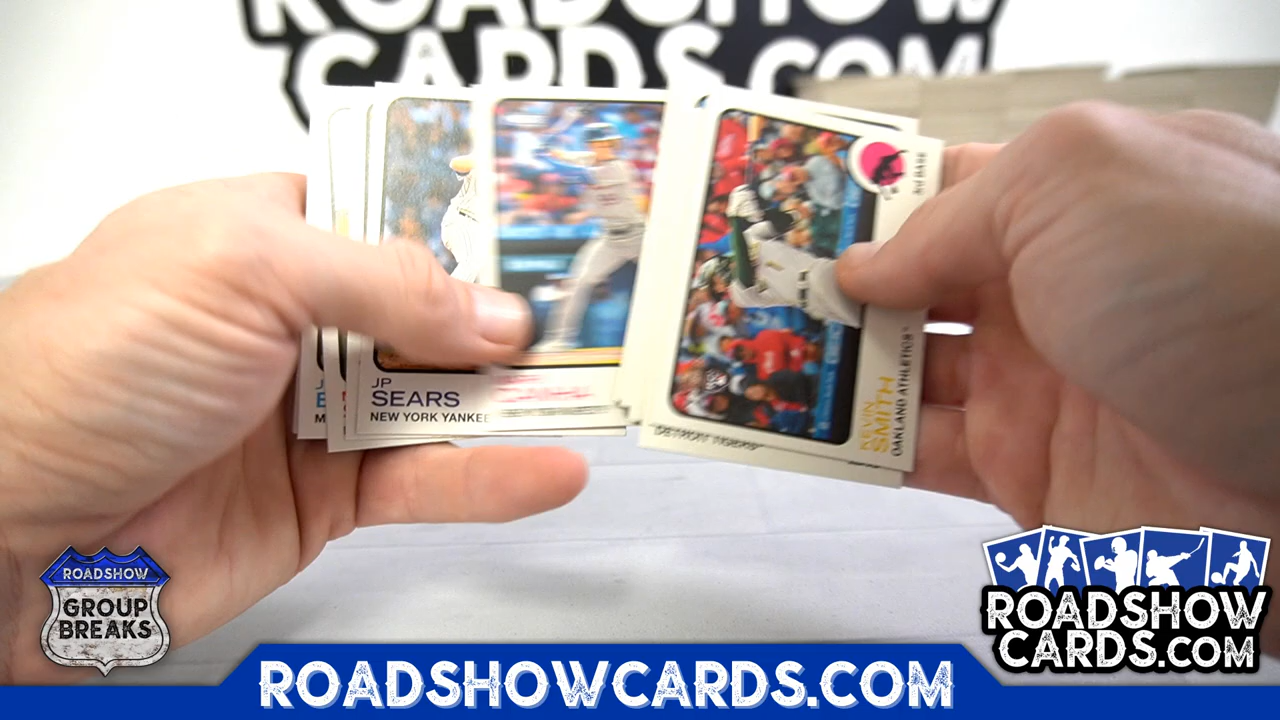 ROADSHOW
CARDS.COM
JP
SEARS
NEW YORK YANKEE
DETROIT TIGERS
3rd BASE
KEVIN
SMITH
OAKLAND ATHLETICS
ROADSHOW
GROUP
BREAKS
ROADSHOWCARDS.COM
ROADSHOW
CARDS.COM